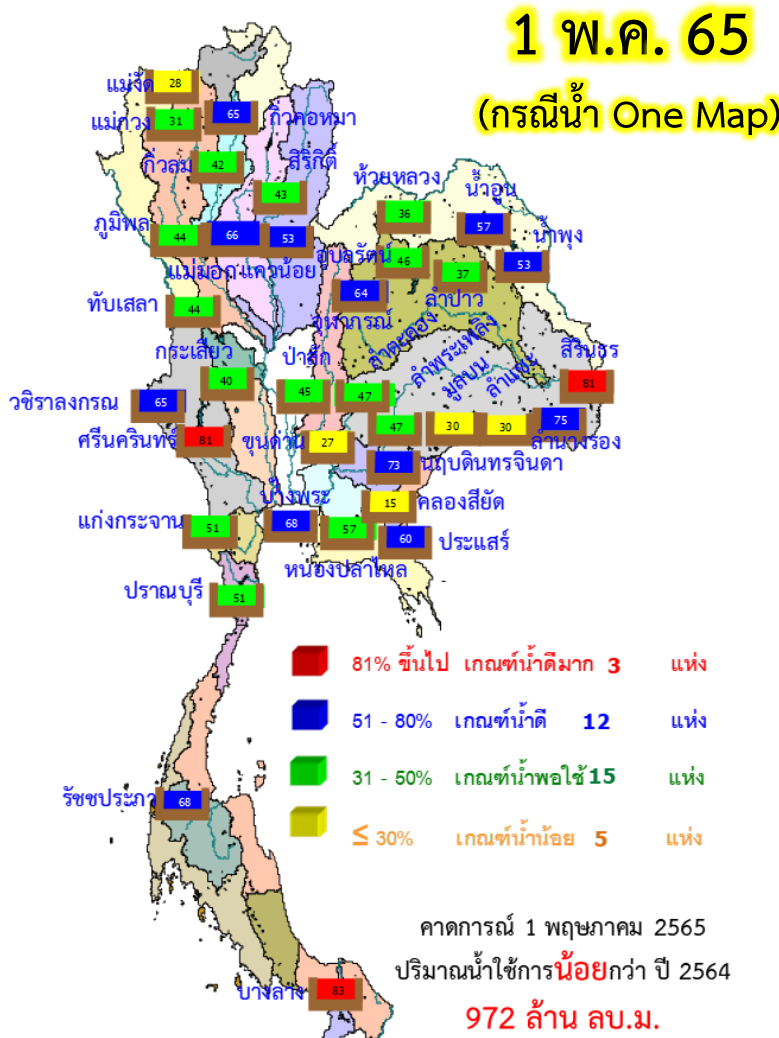 1 พ.ค. 65
(กรณีน้ำ One Map)
แม่งัด 28
แม่กวง 31
65 กิ่วคอหมา
กิ่วลม 42
สิริกิติ์
43
ห้วยหลวง
36
น้ำอูน
57
น้ำพุง
53
ภูมิพล
44
66
53
แม่มอก แควน้อย
อุบลรัตน์
46
37
ลำปาว
64
จุฬาภรณ์
ทับเสลา
44
กระเสียว
40
ป่าสัก
45
ลำตะคอง
ลำพระเพลิง
มูลบน
ลำแชะ
สิรินธร
81
47
47
30
30
75
ลำนางรอง
วชิราลงกรณ
65
ศรีนครินทร์
81
ขุนด่าน
27
73
นฤบดินทรจินดา
บางพระ
68
57
15
คลองสียัด
60
ประแสร์
หนองปลาไหล
แก่งกระจาน
51
ปราณบุรี
51
81% ขึ้นไป เกณฑ์น้ำดีมาก 3 แห่ง
51 - 80% เกณฑ์น้ำดี 12 แห่ง
31 - 50% เกณฑ์น้ำพอใช้ 15 แห่ง
≤ 30% เกณฑ์น้ำน้อย 5 แห่ง
รัชชประภา
68
คาดการณ์ 1 พฤษภาคม 2565
ปริมาณน้ำใช้การน้อยกว่า ปี 2564
972 ล้าน ลบ.ม.
บางลาง
83